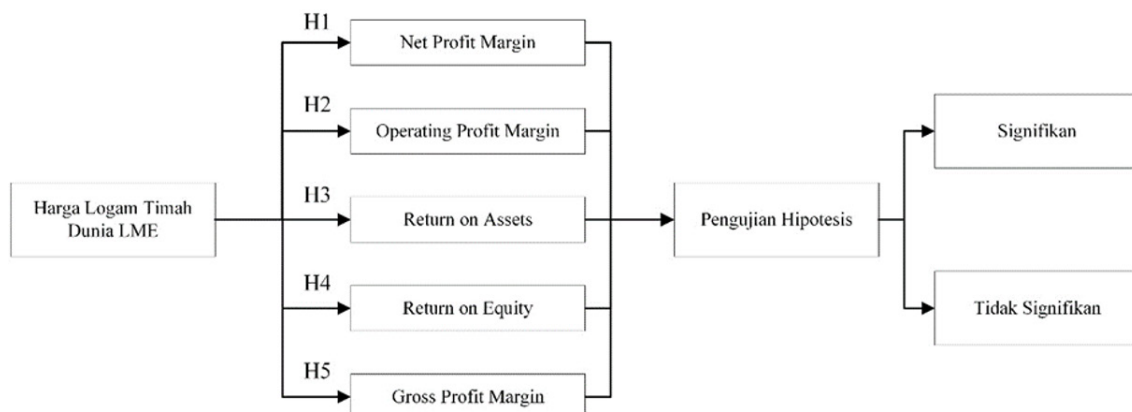 H1
Net Profit Margin
H2
Operating Profit Margin
Signifikan
H3
Harga Logam Timah
Dunia LME
Return on Assets
Pengujian Hipotesis
H4
Return on Equity
Tidak Signifikan
H5
Gross Profit Margin